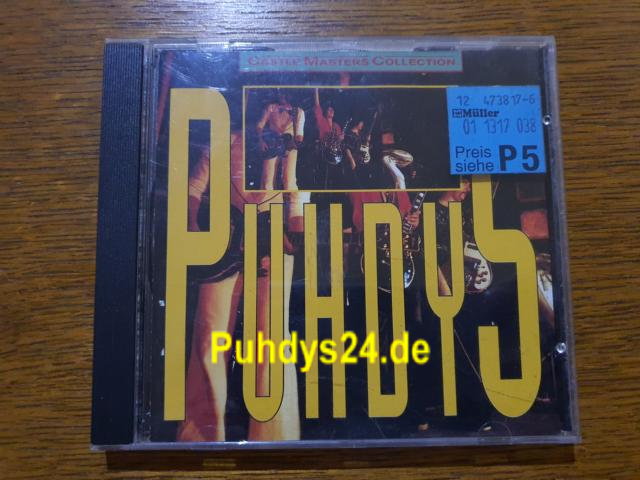 CASTLE MASTERS COLLECTION
PUHDYS
12 473817-6
Müller
01 1317 038
Preis
siehe P5
Puhdys24.de